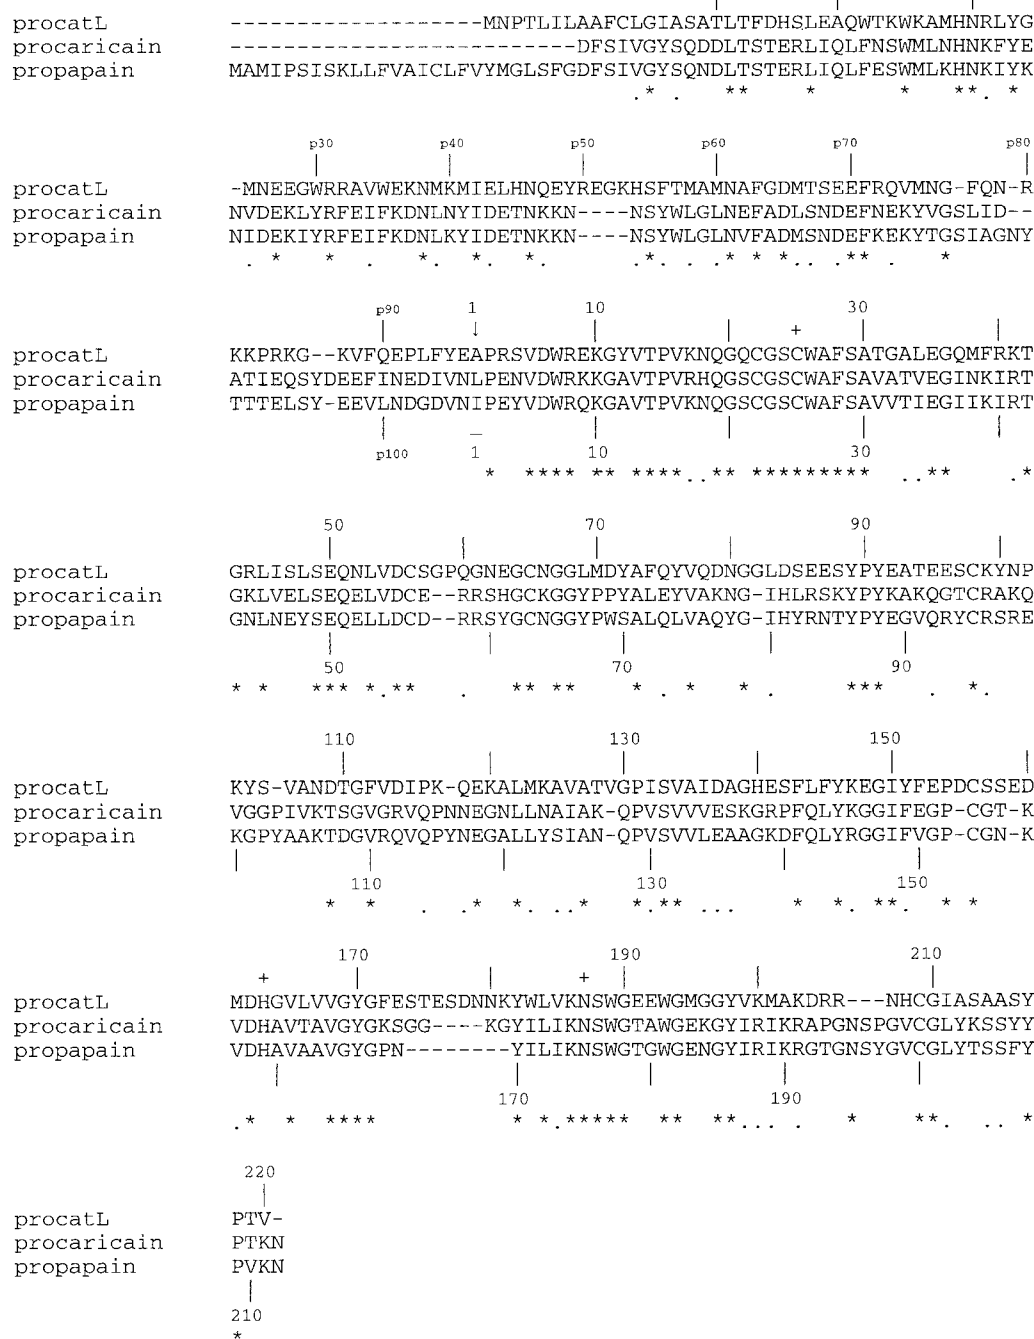 procatL -------------------MNPTLILAAFCLGIASATLTFDHSLEAQWTKWKAMHNRLYG
procaricain --------------------------DFSIVGYSQDDLTSTERLIQLFNSWMLNHNKFYE
propapain MAMIPSISKLLFVAICLFVYMGLSFGDFSIVGYSQNDLTSTERLIQLFESWMLKHNKIYK
. * . ** * * ** . *
p30 p40 p50 p60 p70 p80
procatL -MNEEGWRRAVWEKNMKMIELHNQEYREGKHSFTMAMNAFGDMTSEEFRQVMNG-FQN-R
procaricain NVDEKLYRFEIFKDNLNYIDETNKKN----NSYWLGLNEFADLSNDEFNEKYVGSLID--
propapain NIDEKIYRFEIFKDNLKYIDETNKKN----NSYWLGLNVFADMSNDEFKEKYTGSIAGNY
. * * . * * * . . * . . * * * . . ** . *
p90 1 10 + 30
procatL KKPRKG--KVFQEPLFYEAPRSVDWREKGYVTPVKNQGQCGSCWAFSATGALEGQMFRKT
procaricain ATIEQSYDEEFINEDIVNLPENVDWRKKGAVTPVRHQGSCGSCWAFSAVATVEGINKIRT
propapain TTTELSY-EEVLNDGDVNIPEYVDWRQKGAVTPVKNQGSCGSCWAFSAVVTIEGIIKIRT
p100 1 10 30
* **** ** **** . . ** ******* . . ** . *
50 70 90
procatL GRLISLSEQNLVDCSGPQGNEGCNGGLMDYAFQYVQDNGGLDSEESYPYEATEESCKYNP
procaricain GKLVELSEQELVDCE--RRSHGCKGGYPPYALEYVAKNG-IHLRSKYPYKAKQGTCRAKQ
propapain GNLNEYSEQELLDCD--RRSYGCNGGYPWSALQLVAQYG-IHYRNTYPYEGVQRYCRSRE
50 70 90
* * *** * . ** . ** ** * . * * . *** . * .
110 130 150
procatL KYS-VANDTGFVDIPK-QEKALMKAVATVGPISVAIDAGHESFLFYKEGIYFEPDCSSED
procaricain VGGPIVKTSGVGRVQPNNEGNLLNAIAK-QPVSVVVESKGRPFQLYKGGIFEGP-CGT-K
propapain KGPYAAKTDGVRQVQPYNEGALLYSIAN-QPVSVVLEAAGKDFQLYRGGIFVGP-CGN-K
110 130 150
* * . . * * . . * * . ** . . . * * . ** . * *
+ 170 + 190 210
procatL MDHGVLVVGYGFESTESDNNKYWLVKNSWGEEWGMGGYVKMAKDRR---NHCGIASAASY
procaricain VDHAVTAVGYGKSGG----KGYILIKNSWGTAWGEKGYIRIKRAPGNSPGVCGLYKSSYY
propapain VDHAVAAVGYGPN--------YILIKNSWGTGWGENGYIRIKRGTGNSYGVCGLYTSSFY
170 190
. * * **** * * . **** ** ** . . . . * ** . . . *
220
procatL PTV-
procaricain PTKN
propapain PVKN
210
*